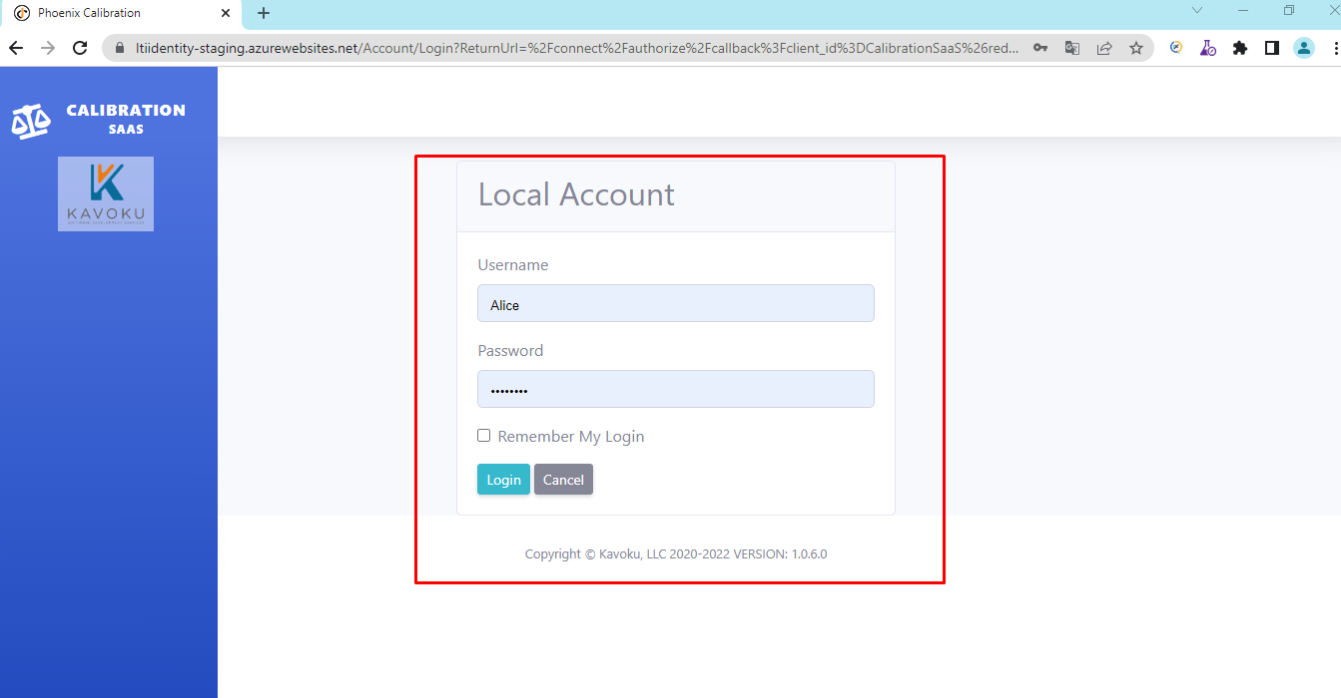 Phoenix Calibration
ltiidentity-staging.azurewebsites.net/Account/Login?ReturnUrl=%2Fconnect%2Fauthorize%2Fcallback%3Fclient_id%3DCalibrationSaaS%26red...
CALIBRATION
SAAS
KAVOKU
Local Account
Username
Alice
Password
••••••••
Remember My Login
Login Cancel
Copyright © Kavoku, LLC 2020-2022 VERSION: 1.0.6.0